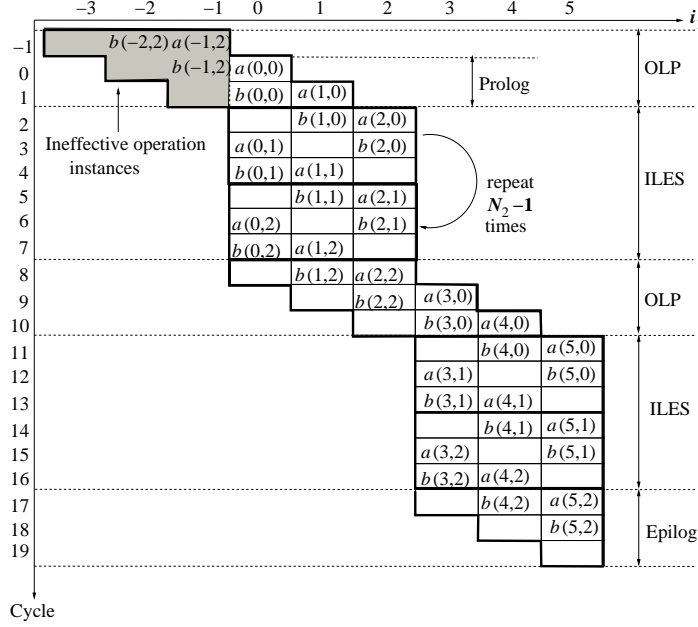 −3 −2 −1 0 1 2 3 4 5 i
−1 b(−2,2) a(−1,2)
0 b(−1,2) a(0,0)
1 b(0,0) a(1,0)
OLP
Prolog
2 b(1,0) a(2,0)
3 a(0,1) b(2,0)
4 b(0,1) a(1,1)
5 b(1,1) a(2,1)
6 a(0,2) b(2,1)
7 b(0,2) a(1,2)
Ineffective operation
instances
repeat
N2 −1
times
ILES
8 b(1,2) a(2,2)
9 b(2,2) a(3,0)
10 b(3,0) a(4,0)
OLP
11 b(4,0) a(5,0)
12 a(3,1) b(5,0)
13 b(3,1) a(4,1)
14 b(4,1) a(5,1)
15 a(3,2) b(5,1)
16 b(3,2) a(4,2)
ILES
17 b(4,2) a(5,2)
18 b(5,2)
19
Epilog
Cycle